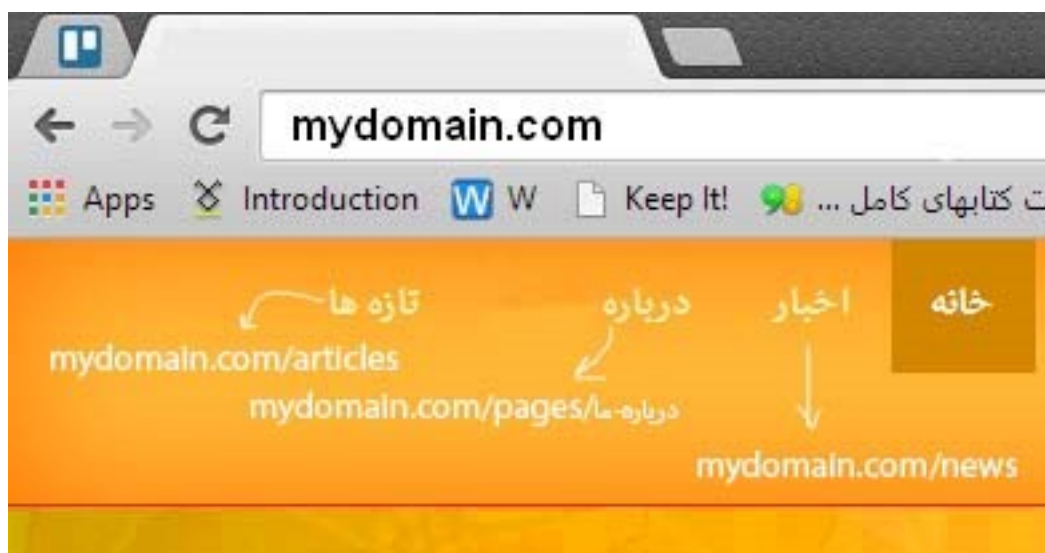 mydomain.com
Apps Introduction W W Keep It! ت کتابهای کامل ... 98
خانه اخبار درباره تازه ها
mydomain.com/articles
mydomain.com/pages/درباره-ما
mydomain.com/news